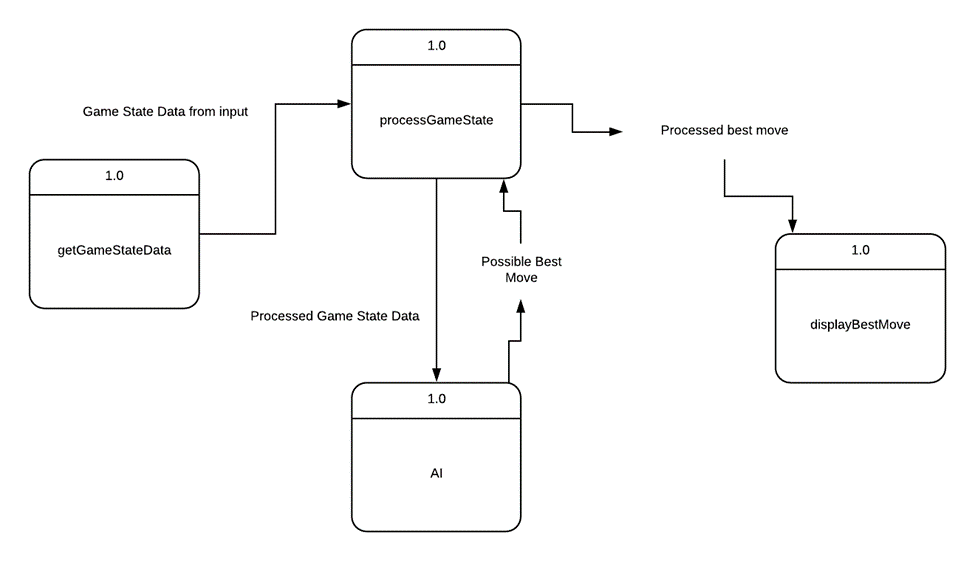 1.0
processGameState
Game State Data from input
Processed best move
1.0
getGameStateData
1.0
displayBestMove
Possible Best
Move
Processed Game State Data
1.0
AI